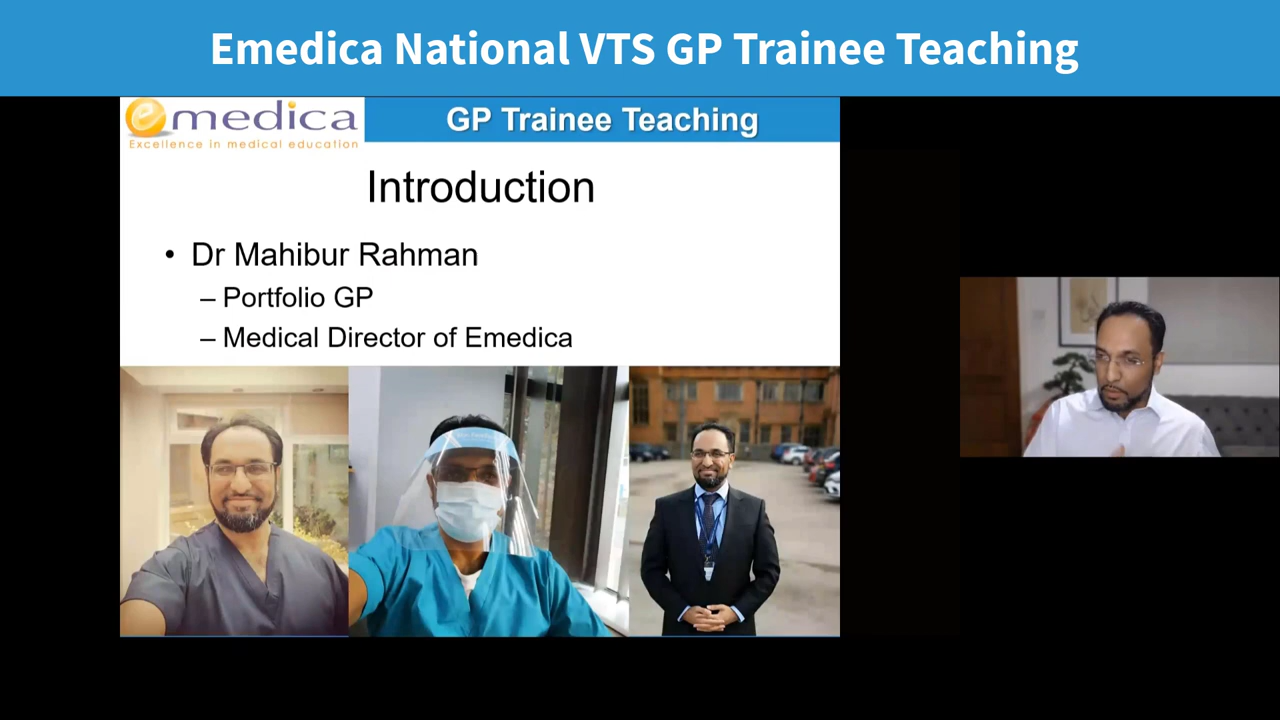 Emedica National VTS GP Trainee Teaching
emedica
Excellence in medical education
GP Trainee Teaching
Introduction
• Dr Mahibur Rahman
– Portfolio GP
– Medical Director of Emedica